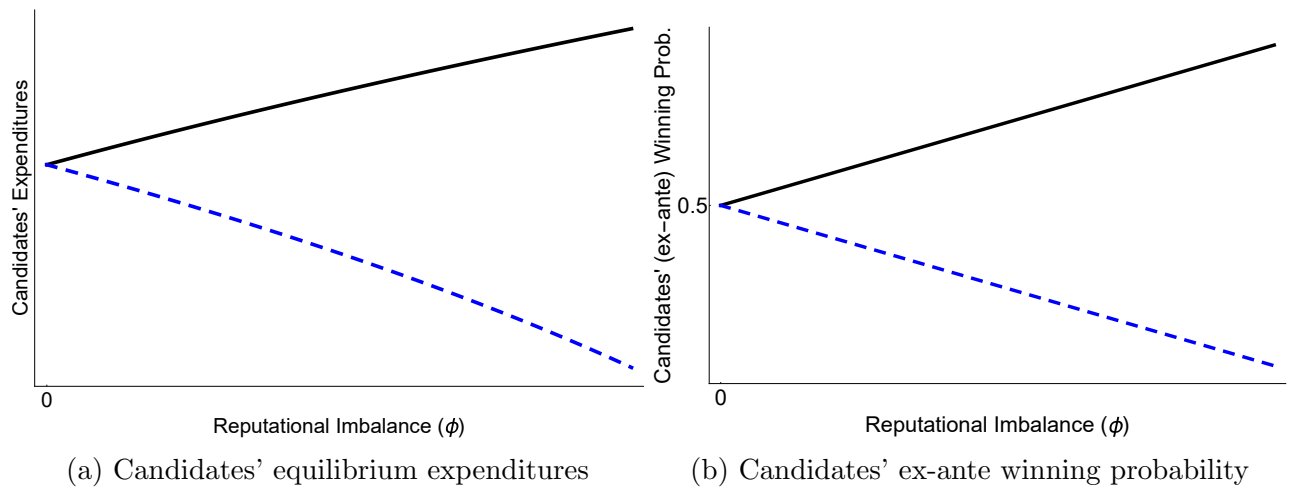 Candidates' Expenditures
0
Reputational Imbalance (ϕ)
(a) Candidates' equilibrium expenditures
Candidates' (ex-ante) Winning Prob.
0.5
0
Reputational Imbalance (ϕ)
(b) Candidates' ex-ante winning probability